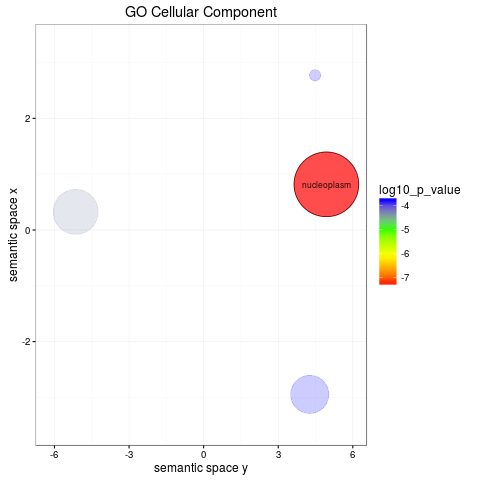 GO Cellular Component
semantic space x
2
0
-2
nucleoplasm
-6
-3
0
3
6
semantic space y
log10_p_value
-4
-5
-6
-7